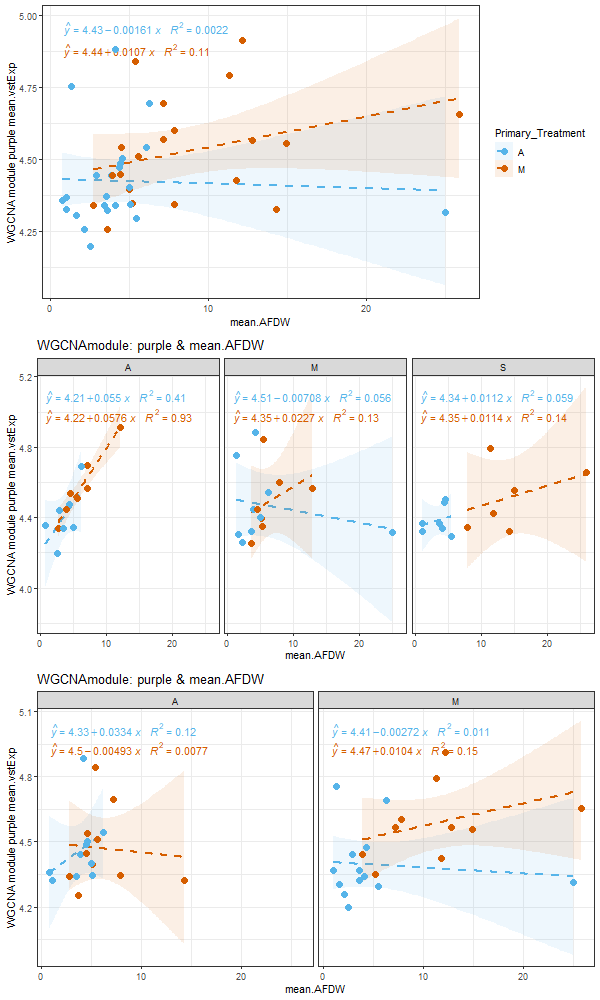 ŷ = 4.43 − 0.00161 x   R² = 0.0022
ŷ = 4.44 + 0.0107 x   R² = 0.11
5.00
4.75
4.50
4.25
WGCNA module purple mean.vstExp
0 10 20
mean.AFDW
Primary_Treatment
A
M
WGCNAmodule: purple & mean.AFDW
A M S
ŷ = 4.21 + 0.055 x   R² = 0.41
ŷ = 4.22 + 0.0576 x   R² = 0.93
ŷ = 4.51 − 0.00708 x   R² = 0.056
ŷ = 4.35 + 0.0227 x   R² = 0.13
ŷ = 4.34 + 0.0112 x   R² = 0.059
ŷ = 4.35 + 0.0114 x   R² = 0.14
5.2
4.8
4.4
4.0
WGCNA module purple mean.vstExp
0 10 20 0 10 20 0 10 20
mean.AFDW
WGCNAmodule: purple & mean.AFDW
A M
ŷ = 4.33 + 0.0334 x   R² = 0.12
ŷ = 4.5 − 0.00493 x   R² = 0.0077
ŷ = 4.41 − 0.00272 x   R² = 0.011
ŷ = 4.47 + 0.0104 x   R² = 0.15
5.1
4.8
4.5
4.2
WGCNA module purple mean.vstExp
0 10 20 0 10 20
mean.AFDW